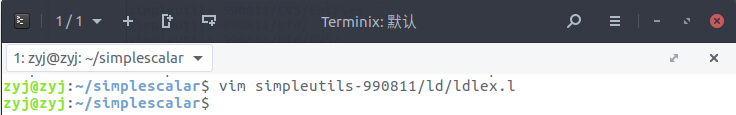 1 / 1
Terminix: 默认
1: zyj@zyj: ~/simplescalar
zyj@zyj:~/simplescalar$ vim simpleutils-990811/ld/ldlex.l
zyj@zyj:~/simplescalar$